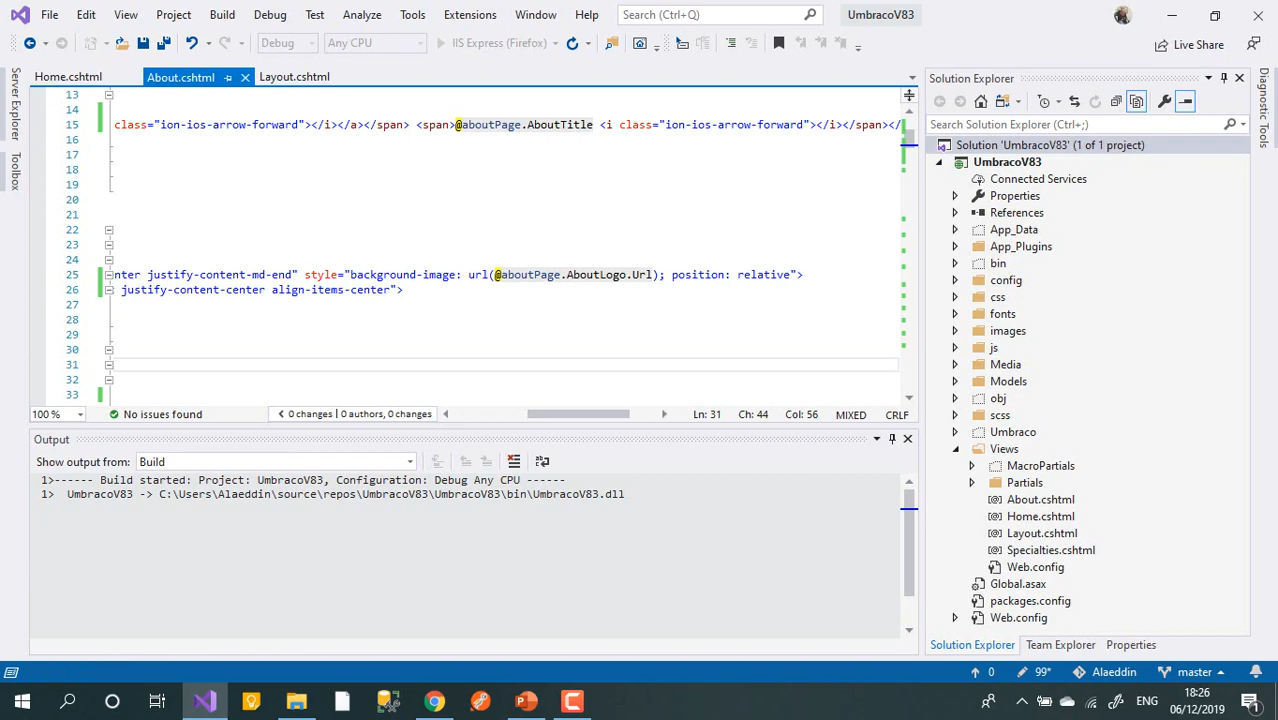 File Edit View Project Build Debug Test Analyze Tools Extensions Window Help Search (Ctrl+Q) UmbracoV83
Debug Any CPU IIS Express (Firefox) Live Share
Server Explorer
Toolbox
Home.cshtml About.cshtml Layout.cshtml
13
14
15 class="ion-ios-arrow-forward"></i></a></span> <span>@aboutPage.AboutTitle <i class="ion-ios-arrow-forward"></i></span></
16
17
18
19
20
21
22
23
24
25 nter justify-content-md-end" style="background-image: url(@aboutPage.AboutLogo.Url); position: relative">
26 justify-content-center align-items-center">
27
28
29
30
31
32
33
100 % No issues found 0 changes | 0 authors, 0 changes Ln: 31 Ch: 44 Col: 56 MIXED CRLF
Output
Show output from: Build
1>------ Build started: Project: UmbracoV83, Configuration: Debug Any CPU ------
1> UmbracoV83 -> C:\Users\Alaeddin\source\repos\UmbracoV83\UmbracoV83\bin\UmbracoV83.dll
Solution Explorer
Search Solution Explorer (Ctrl+;)
Solution 'UmbracoV83' (1 of 1 project)
UmbracoV83
Connected Services
Properties
References
App_Data
App_Plugins
bin
config
css
fonts
images
js
Media
Models
obj
scss
Umbraco
Views
MacroPartials
Partials
About.cshtml
Home.cshtml
Layout.cshtml
Specialties.cshtml
Web.config
Global.asax
packages.config
Web.config
Solution Explorer Team Explorer Properties
Diagnostic Tools
0 99* Alaeddin master
ENG 18:26
06/12/2019
1